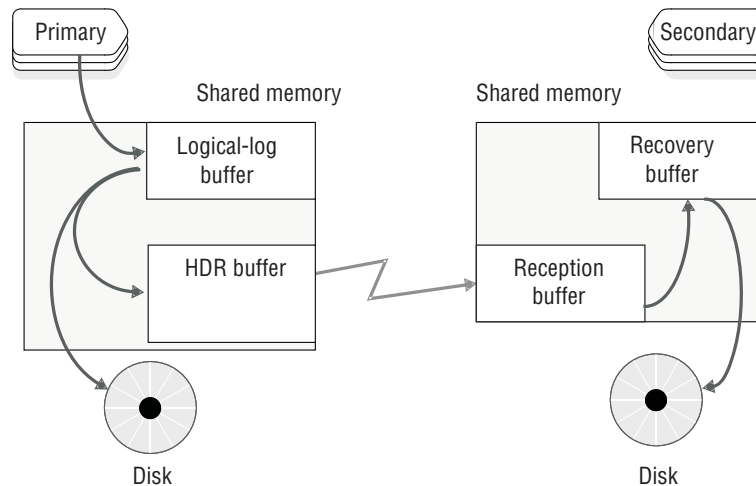 Primary
Secondary
Shared memory
Shared memory
Logical-log
buffer
Recovery
buffer
HDR buffer
Reception
buffer
Disk
Disk